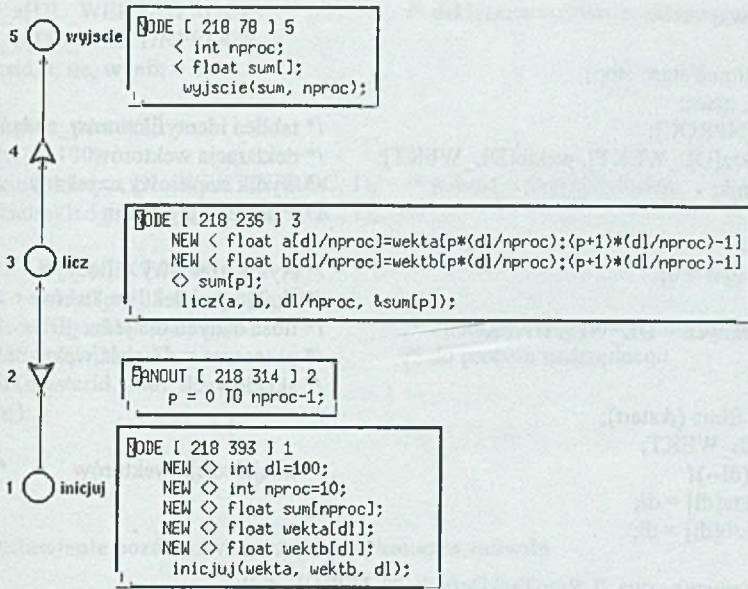 5 wyjscie
NODE [ 218 78 ] 5
< int nproc;
< float sum[];
wyjscie(sum, nproc);
4
3 licz
NODE [ 218 236 ] 3
NEW < float a[dl/nproc]=wekta[p*(dl/nproc):(p+1)*(dl/nproc)-1]
NEW < float b[dl/nproc]=wektb[p*(dl/nproc):(p+1)*(dl/nproc)-1]
<> sum[p];
licz(a, b, dl/nproc, &sum[p]);
2
FANOUT [ 218 314 ] 2
p = 0 TO nproc-1;
1 inicjuj
NODE [ 218 393 ] 1
NEW <> int dl=100;
NEW <> int nproc=10;
NEW <> float sum[nproc];
NEW <> float wekta[dl];
NEW <> float wektb[dl];
inicjuj(wekta, wektb, dl);